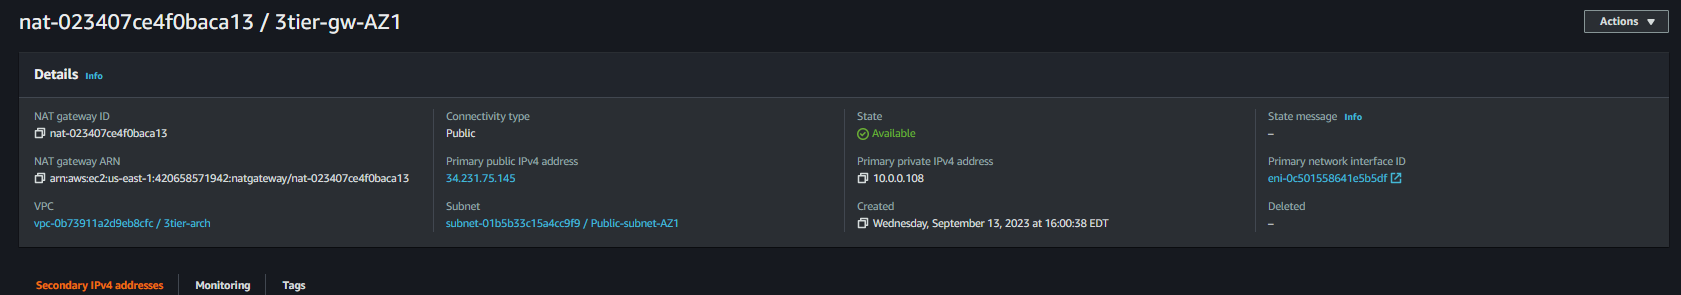 nat-023407ce4f0baca13 / 3tier-gw-AZ1
Actions
Details Info
NAT gateway ID
nat-023407ce4f0baca13
Connectivity type
Public
State
Available
State message Info
–
NAT gateway ARN
arn:aws:ec2:us-east-1:420658571942:natgateway/nat-023407ce4f0baca13
Primary public IPv4 address
34.231.75.145
Primary private IPv4 address
10.0.0.108
Primary network interface ID
eni-0c501558641e5b5df
VPC
vpc-0b73911a2d9eb8cfc / 3tier-arch
Subnet
subnet-01b5b33c15a4cc9f9 / Public-subnet-AZ1
Created
Wednesday, September 13, 2023 at 16:00:38 EDT
Deleted
–
Secondary IPv4 addresses
Monitoring
Tags